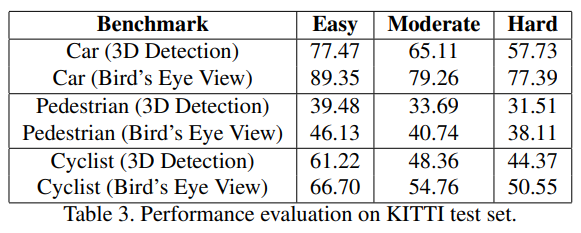 Benchmark Easy Moderate Hard
Car (3D Detection) 77.47 65.11 57.73
Car (Bird's Eye View) 89.35 79.26 77.39
Pedestrian (3D Detection) 39.48 33.69 31.51
Pedestrian (Bird's Eye View) 46.13 40.74 38.11
Cyclist (3D Detection) 61.22 48.36 44.37
Cyclist (Bird's Eye View) 66.70 54.76 50.55
Table 3. Performance evaluation on KITTI test set.